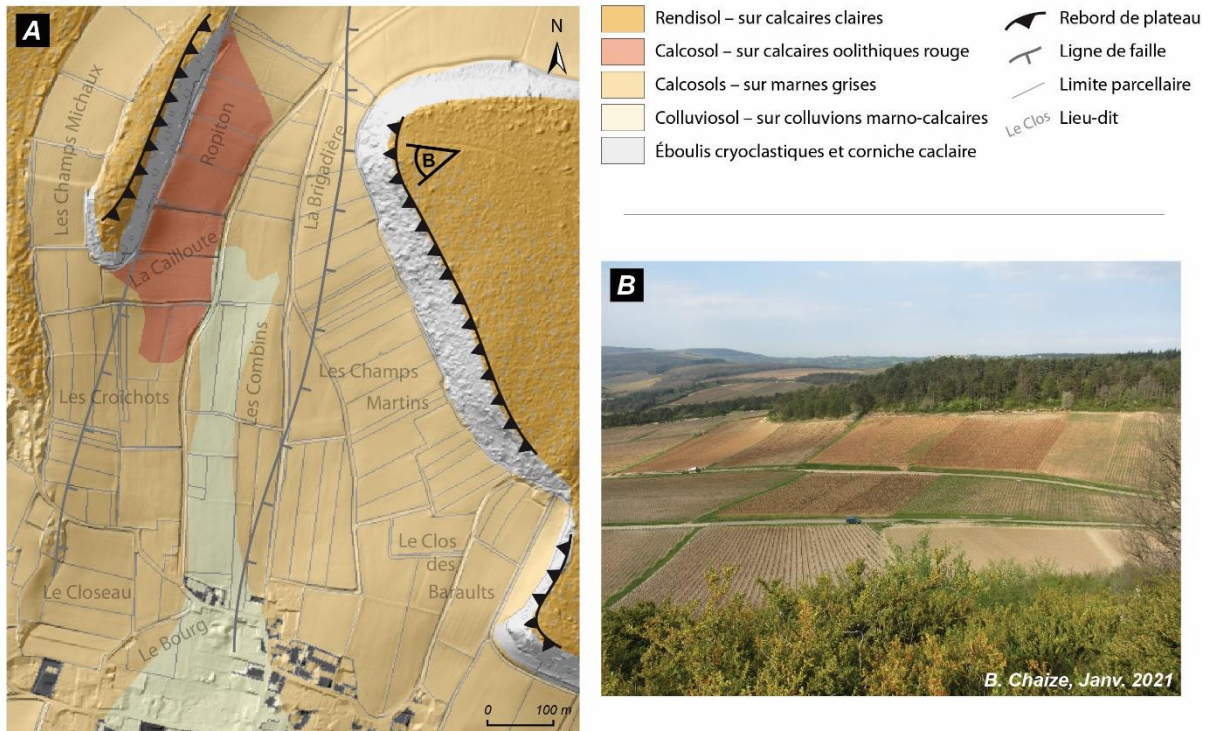 A
N
Les Champs Michaux
Ropiton
La Brigadière
B
La Cailloute
Les Combins
Les Croichots
Les Champs
Martins
Le Clos
des
Baraults
Le Closeau
Le Bourg
0 100 m
Rendisol – sur calcaires claires
Calcosol – sur calcaires oolithiques rouge
Calcosols – sur marnes grises
Colluviosol – sur colluvions marno-calcaires
Éboulis cryoclastiques et corniche caclaire
Rebord de plateau
Ligne de faille
Limite parcellaire
Le Clos Lieu-dit
B
B. Chaize, Janv. 2021